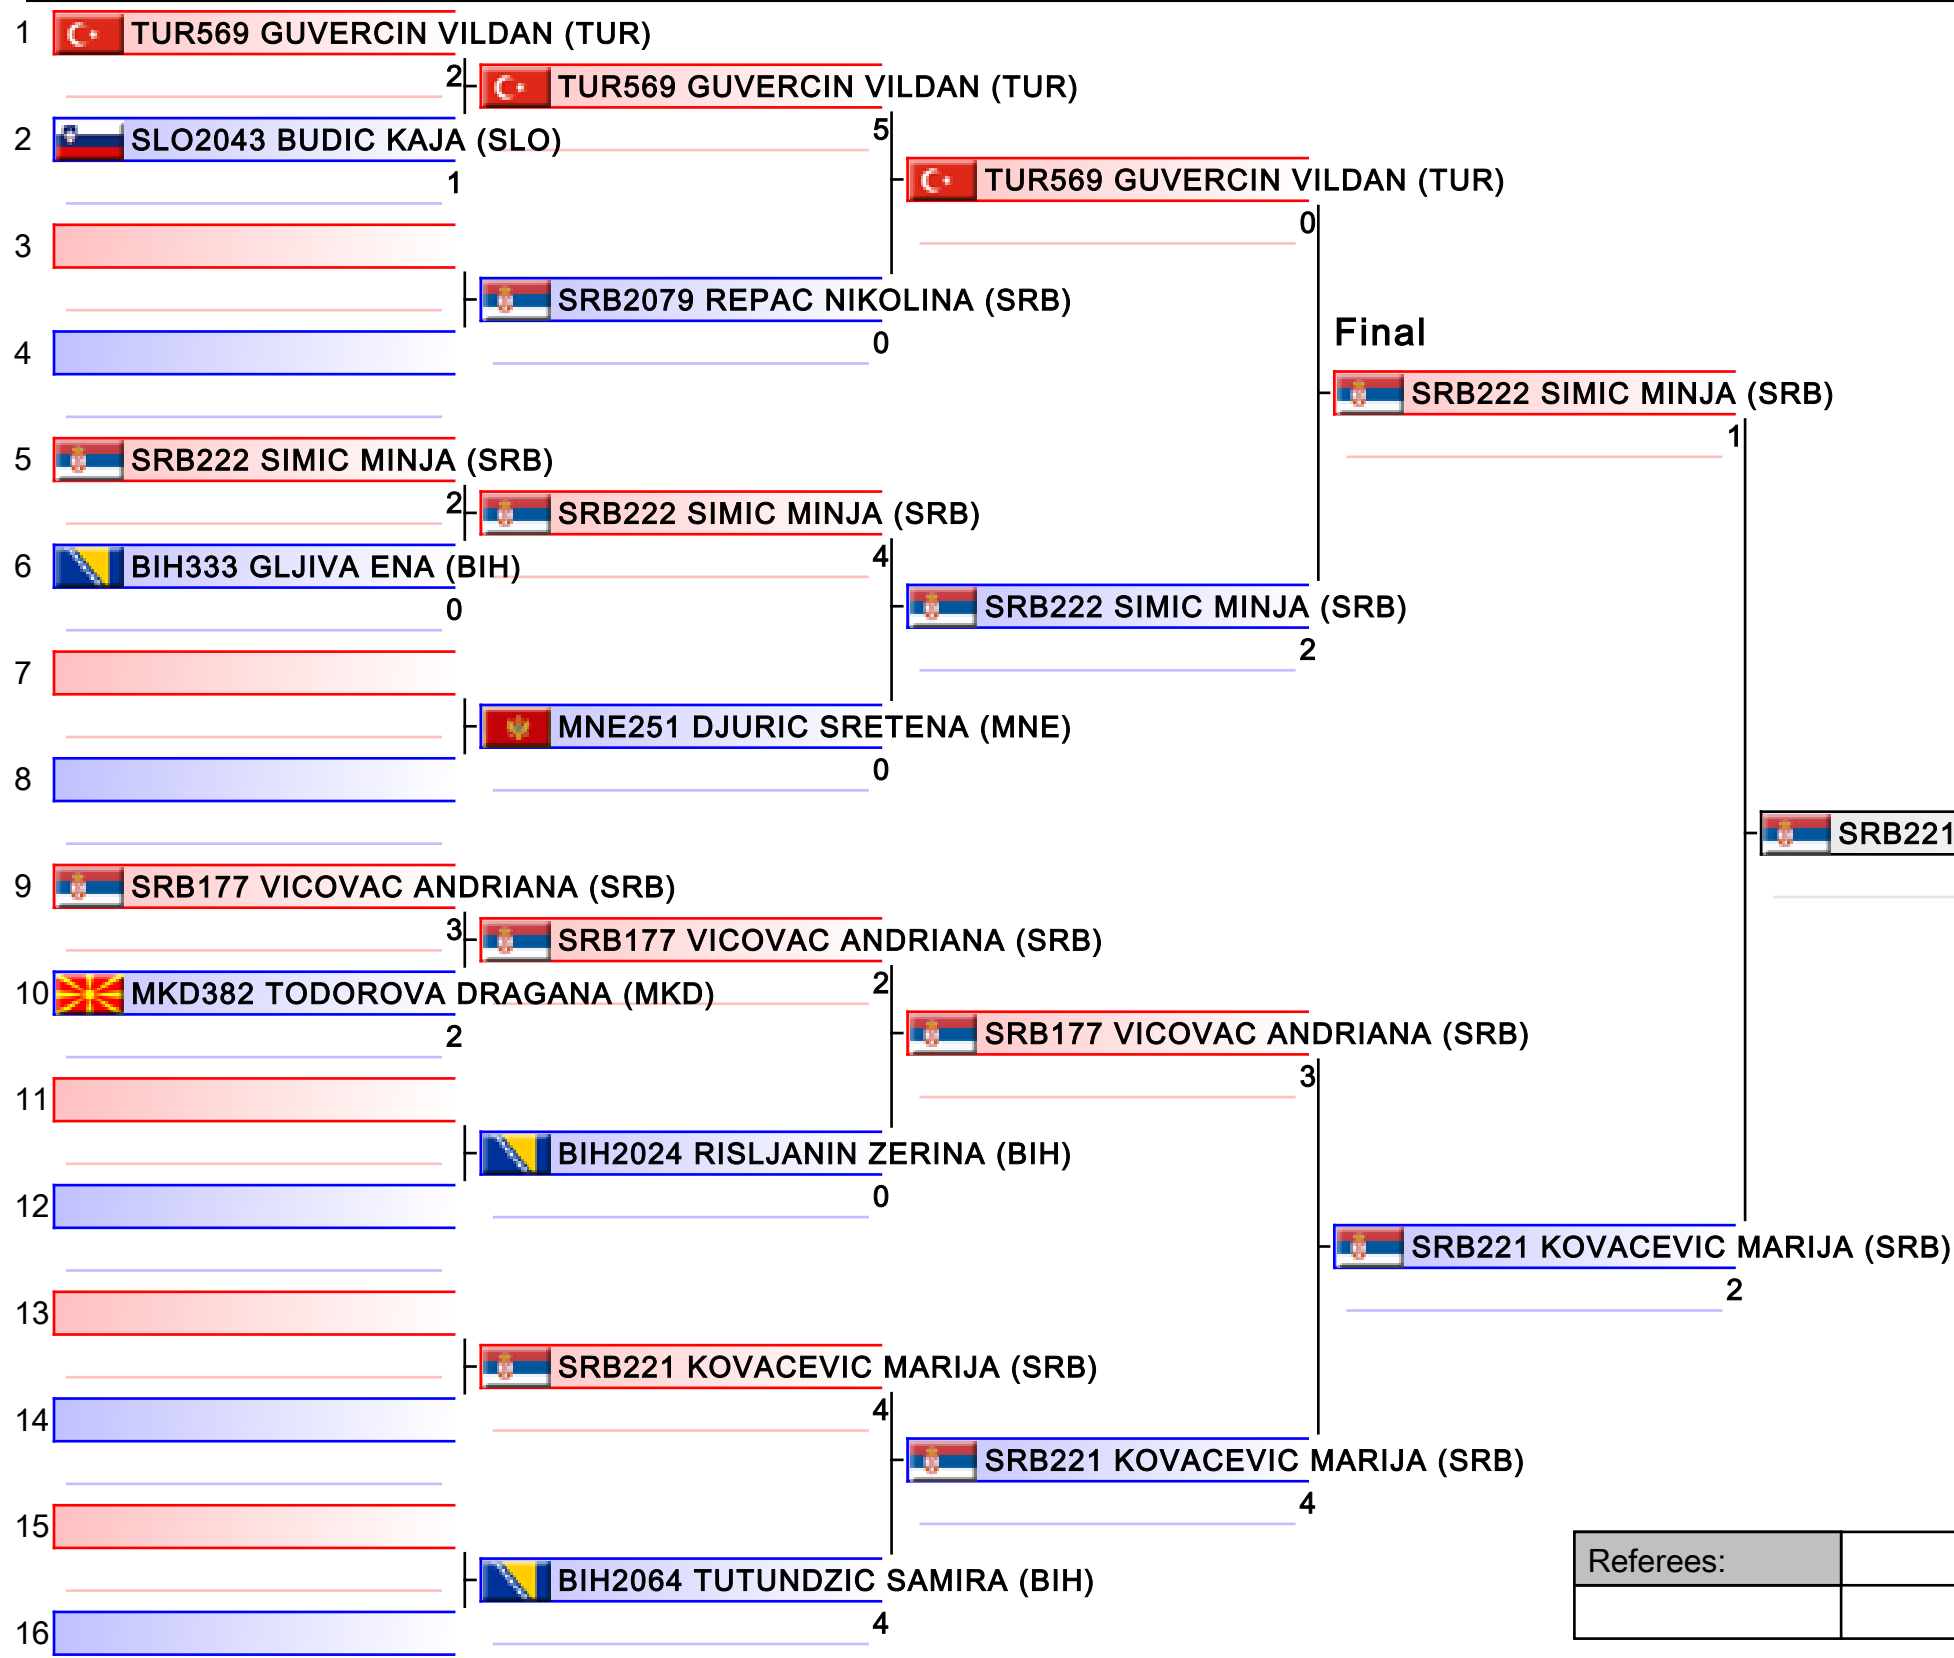 1 TUR569 GUVERCIN VILDAN (TUR)
2 TUR569 GUVERCIN VILDAN (TUR)
5
2 SLO2043 BUDIC KAJA (SLO)
1
TUR569 GUVERCIN VILDAN (TUR)
0
3
SRB2079 REPAC NIKOLINA (SRB)
0
4
Final
SRB222 SIMIC MINJA (SRB)
1
5 SRB222 SIMIC MINJA (SRB)
2 SRB222 SIMIC MINJA (SRB)
4
6 BIH333 GLJIVA ENA (BIH)
0
SRB222 SIMIC MINJA (SRB)
2
7
MNE251 DJURIC SRETENA (MNE)
0
8
SRB221
9 SRB177 VICOVAC ANDRIANA (SRB)
3 SRB177 VICOVAC ANDRIANA (SRB)
2
10 MKD382 TODOROVA DRAGANA (MKD)
2
SRB177 VICOVAC ANDRIANA (SRB)
3
11
BIH2024 RISLJANIN ZERINA (BIH)
0
12
SRB221 KOVACEVIC MARIJA (SRB)
2
13
SRB221 KOVACEVIC MARIJA (SRB)
4
14
SRB221 KOVACEVIC MARIJA (SRB)
4
15
BIH2064 TUTUNDZIC SAMIRA (BIH)
4
16
Referees: